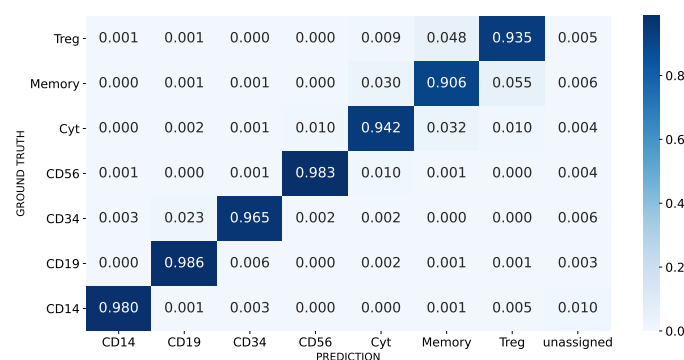 Treg 0.001 0.001 0.000 0.000 0.009 0.048 0.935 0.005
Memory 0.000 0.001 0.001 0.000 0.030 0.906 0.055 0.006
Cyt 0.000 0.002 0.001 0.010 0.942 0.032 0.010 0.004
CD56 0.001 0.000 0.001 0.983 0.010 0.001 0.000 0.004
CD34 0.003 0.023 0.965 0.002 0.002 0.000 0.000 0.006
CD19 0.000 0.986 0.006 0.000 0.002 0.001 0.001 0.003
CD14 0.980 0.001 0.003 0.000 0.000 0.001 0.005 0.010
CD14 CD19 CD34 CD56 Cyt Memory Treg unassigned
PREDICTION
GROUND TRUTH
0.8
0.6
0.4
0.2
0.0